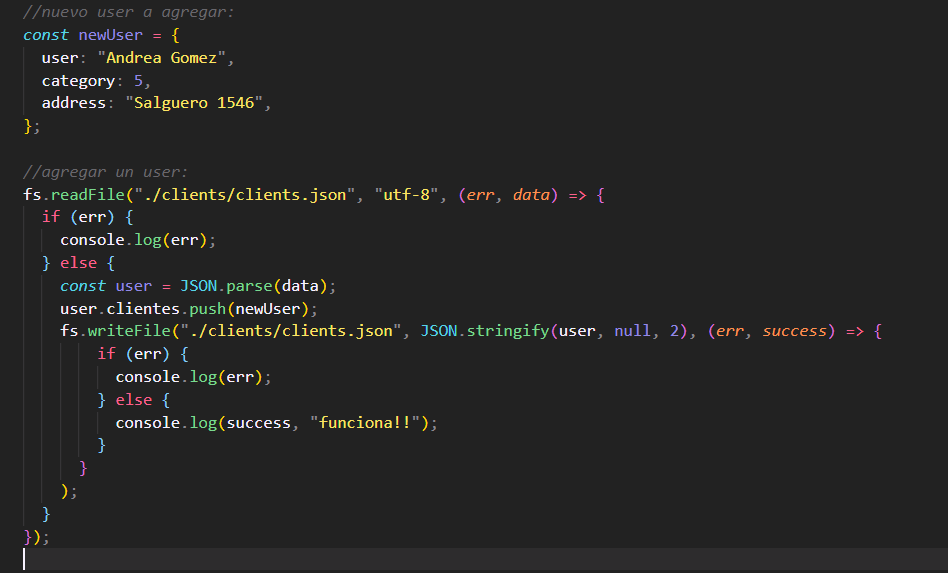 //nuevo user a agregar:
const newUser = {
  user: "Andrea Gomez",
  category: 5,
  address: "Salguero 1546",
};

//agregar un user:
fs.readFile("./clients/clients.json", "utf-8", (err, data) => {
  if (err) {
    console.log(err);
  } else {
    const user = JSON.parse(data);
    user.clientes.push(newUser);
    fs.writeFile("./clients/clients.json", JSON.stringify(user, null, 2), (err, success) => {
        if (err) {
          console.log(err);
        } else {
          console.log(success, "funciona!!");
        }
      }
    );
  }
});